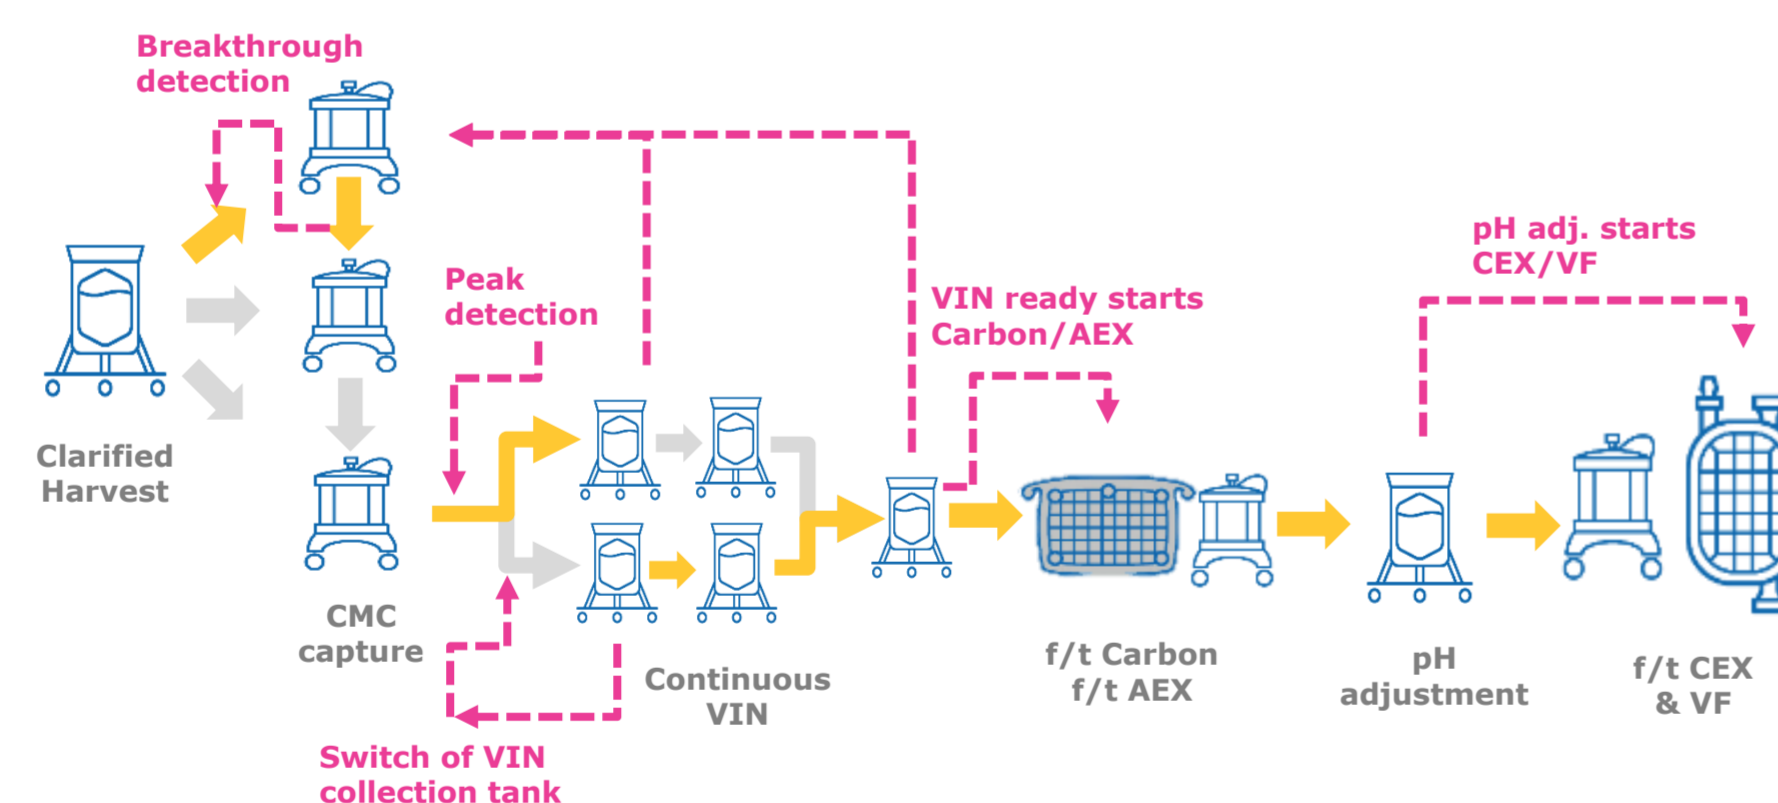 Breakthrough
detection
Peak
detection
VIN ready starts
Carbon/AEX
pH adj. starts
CEX/VF
Clarified
Harvest
CMC
capture
Continuous
VIN
f/t Carbon
f/t AEX
pH
adjustment
f/t CEX
& VF
Switch of VIN
collection tank